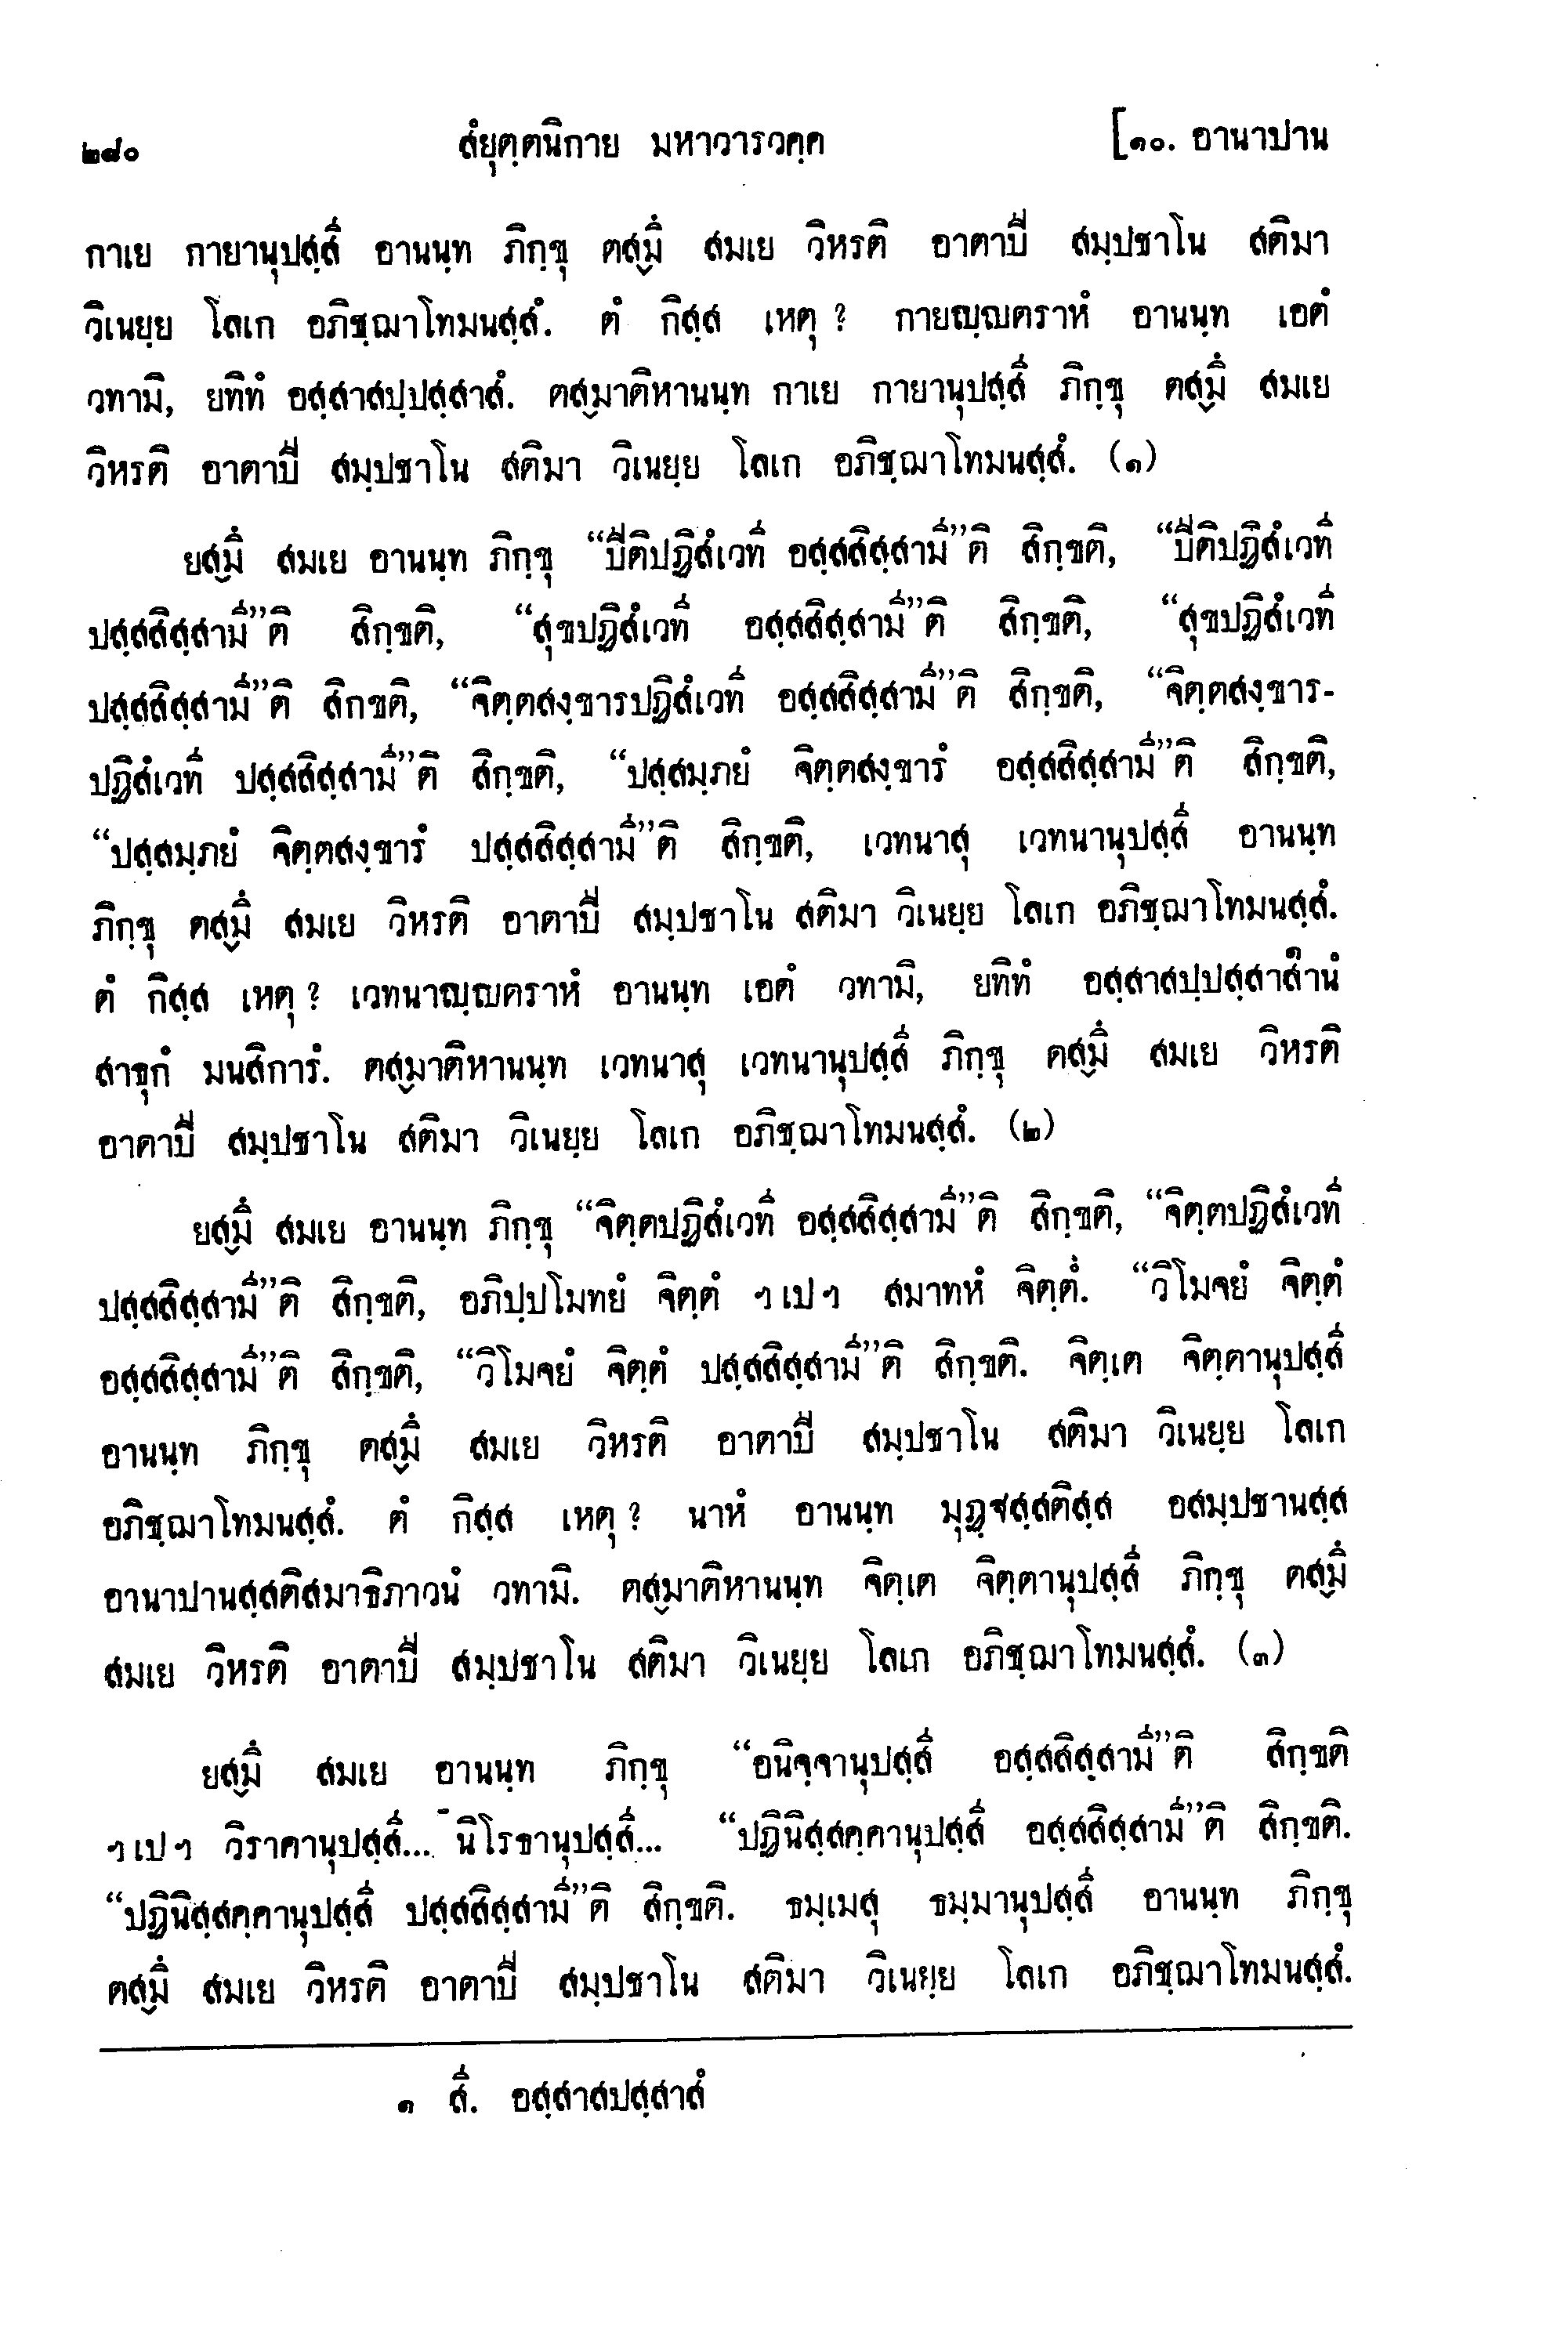 ๒๘๐ สํยุตฺตนิกาย มหาวารวคฺค [๑๐. อานาปาน
กาเย กายานุปสฺสี อานนฺท ภิกฺขุ ตสฺมึ สมเย วิหรติ อาตาปี สมฺปชาโน สติมา
วิเนยฺย โลเก อภิชฺฌาโทมนสฺสํ. ตํ กิสฺส เหตุ ? กายญฺญตราหํ อานนฺท เอตํ
วทามิ, ยทิทํ อสฺสาสปฺปสฺสาสํ. ตสฺมาติหานนฺท กาเย กายานุปสฺสี ภิกฺขุ ตสฺมึ สมเย
วิหรติ อาตาปี สมฺปชาโน สติมา วิเนยฺย โลเก อภิชฺฌาโทมนสฺสํ. (๑)
ยสฺมึ สมเย อานนฺท ภิกฺขุ “ปีติปฏิสํเวที อสฺสสิสฺสามี”ติ สิกฺขติ, “ปีติปฏิสํเวที
ปสฺสสิสฺสามี”ติ สิกฺขติ, “สุขปฏิสํเวที อสฺสสิสฺสามี”ติ สิกฺขติ, “สุขปฏิสํเวที
ปสฺสสิสฺสามี”ติ สิกขติ, “จิตฺตสงฺขารปฏิสํเวที อสฺสสิสฺสามี”ติ สิกฺขติ, “จิตฺตสงฺขาร-
ปฏิสํเวที ปสฺสสิสฺสามี”ติ สิกฺขติ, “ปสฺสมฺภยํ จิตฺตสงฺขารํ อสฺสสิสฺสามี”ติ สิกฺขติ,
“ปสฺสมฺภยํ จิตฺตสงฺขารํ ปสฺสสิสฺสามี”ติ สิกฺขติ, เวทนาสุ เวทนานุปสฺสี อานนฺท
ภิกฺขุ ตสฺมึ สมเย วิหรติ อาตาปี สมฺปชาโน สติมา วิเนยฺย โลเก อภิชฺฌาโทมนสฺสํ.
ตํ กิสฺส เหตุ ? เวทนาญฺญตราหํ อานนฺท เอตํ วทามิ, ยทิทํ อสฺสาสปฺปสฺสาสานํ๑
สาธุกํ มนสิการํ. ตสฺมาติหานนฺท เวทนาสุ เวทนานุปสฺสี ภิกฺขุ ตสฺมึ สมเย วิหรติ
อาตาปี สมฺปชาโน สติมา วิเนยฺย โลเก อภิชฺฌาโทมนสฺสํ. (๒)
ยสฺมึ สมเย อานนฺท ภิกฺขุ “จิตฺตปฏิสํเวที อสฺสสิสฺสามี”ติ สิกฺขติ, “จิตฺตปฏิสํเวที
ปสฺสสิสฺสามี”ติ สิกฺขติ, อภิปฺปโมทยํ จิตฺตํ ฯเปฯ สมาทหํ จิตฺตํ. “วิโมจยํ จิตฺตํ
อสฺสสิสฺสามี”ติ สิกฺขติ, “วิโมจยํ จิตฺตํ ปสฺสสิสฺสามี”ติ สิกฺขติ. จิตฺเต จิตฺตานุปสฺสี
อานนฺท ภิกฺขุ ตสฺมึ สมเย วิหรติ อาตาปี สมฺปชาโน สติมา วิเนยฺย โลเก
อภิชฺฌาโทมนสฺสํ. ตํ กิสฺส เหตุ ? นาหํ อานนฺท มุฏฺฐสฺสติสฺส อสมฺปชานสฺส
อานาปานสฺสติสมาธิภาวนํ วทามิ. ตสฺมาติหานนฺท จิตฺเต จิตฺตานุปสฺสี ภิกฺขุ ตสฺมึ
สมเย วิหรติ อาตาปี สมฺปชาโน สติมา วิเนยฺย โลเก อภิชฺฌาโทมนสฺสํ. (๓)
ยสฺมึ สมเย อานนฺท ภิกฺขุ “อนิจฺจานุปสฺสี อสฺสสิสฺสามี”ติ สิกฺขติ
ฯเปฯ วิราคานุปสฺสี... นิโรธานุปสฺสี... “ปฏินิสฺสคฺคานุปสฺสี อสฺสสิสฺสามี”ติ สิกฺขติ.
“ปฏินิสฺสคฺคานุปสฺสี ปสฺสสิสฺสามี”ติ สิกฺขติ. ธมฺเมสุ ธมฺมานุปสฺสี อานนฺท ภิกฺขุ
ตสฺมึ สมเย วิหรติ อาตาปี สมฺปชาโน สติมา วิเนยฺย โลเก อภิชฺฌาโทมนสฺสํ.
๑ สี. อสฺสาสปสฺสาสํ